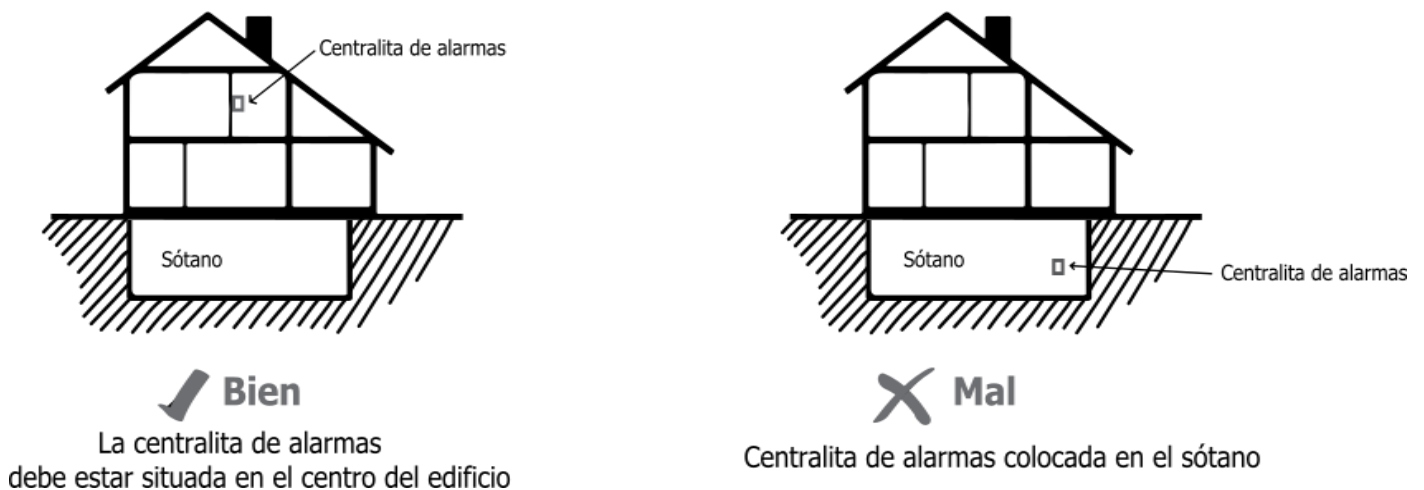 Centralita de alarmas
Sótano
Bien
La centralita de alarmas
debe estar situada en el centro del edificio
Sótano
Centralita de alarmas
Mal
Centralita de alarmas colocada en el sótano